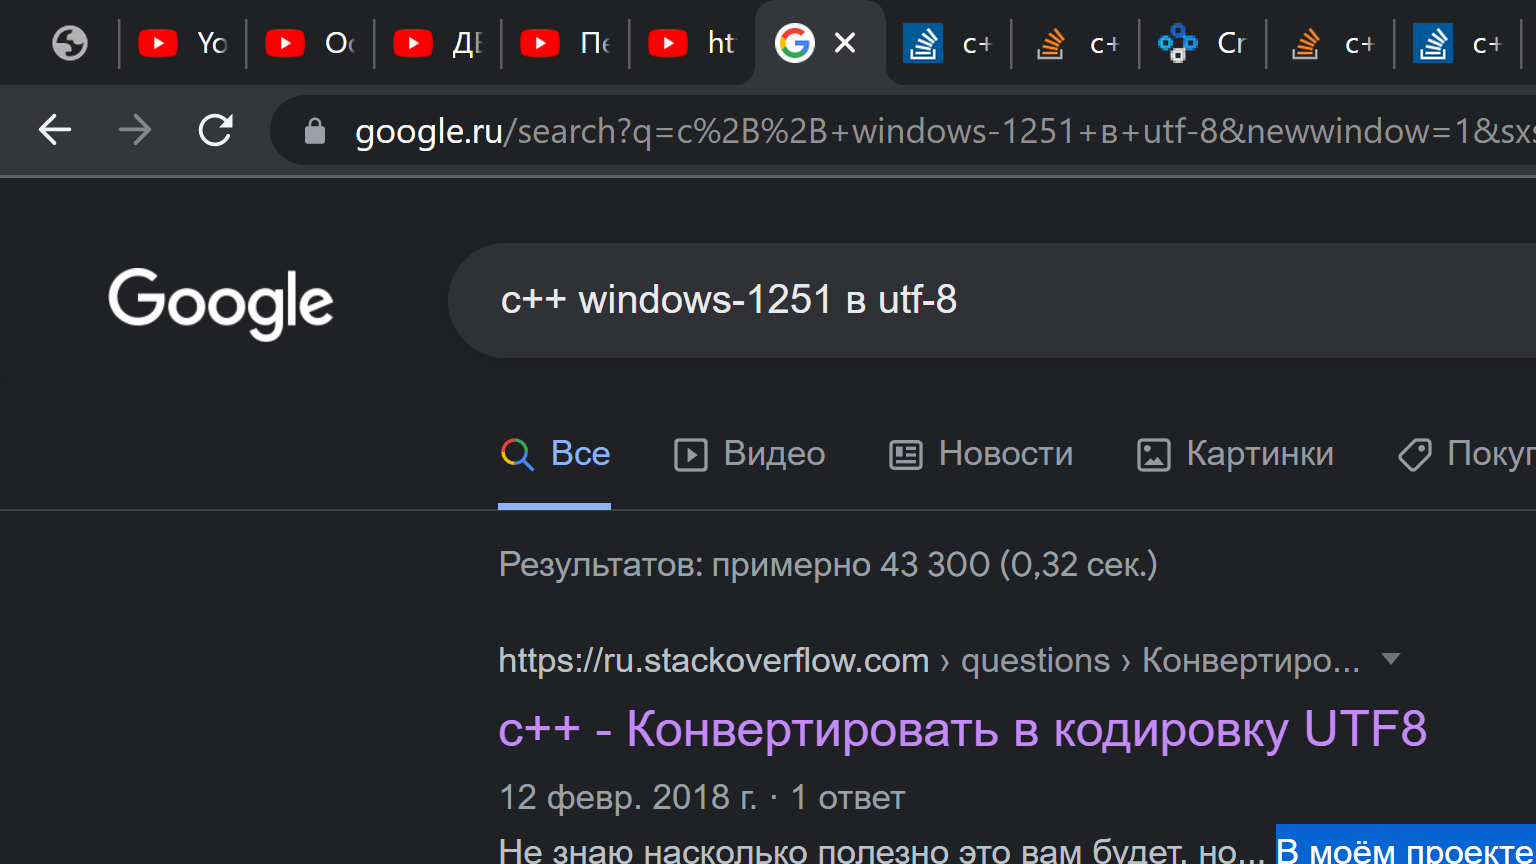 Yo
Ос
ДЕ
Пе
ht
c+
c+
Cr
c+
c+
google.ru/search?q=c%2B%2B+windows-1251+в+utf-8&newwindow=1&sxs
Google
c++ windows-1251 в utf-8
Все
Видео
Новости
Картинки
Покуп
Результатов: примерно 43 300 (0,32 сек.)
https://ru.stackoverflow.com › questions › Конвертиро...
c++ - Конвертировать в кодировку UTF8
12 февр. 2018 г. · 1 ответ
Не знаю насколько полезно это вам будет, но... В моём проекте